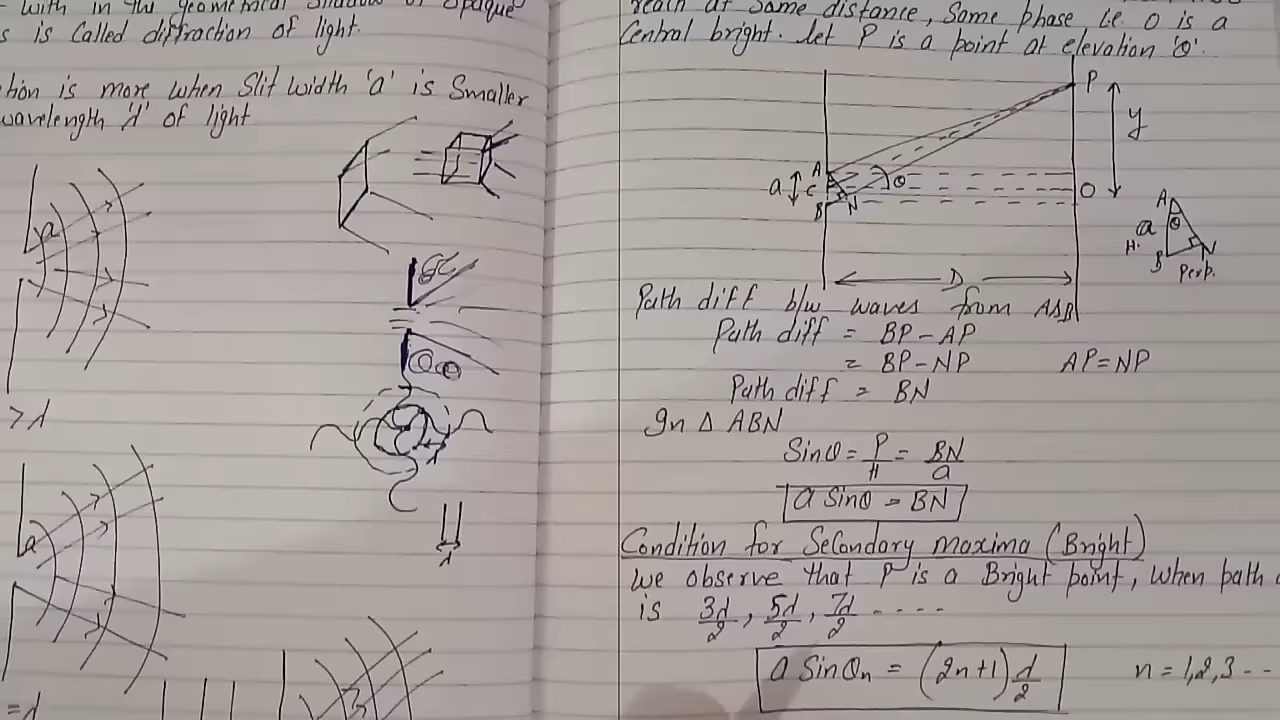 with in the geometrical Shadow of opaque
s is Called diffraction of light.
tion is more when Slit width 'a' is Smaller
wavelength 'λ' of light
a
> λ
a
= λ
λ
λ
reach at Same distance, Same phase i.e. O is a
Central bright. Let P is a point at elevation 'θ'.
P
y
A
a
C
θ
O
B
N
A
a
θ
H.
B
N
Perp.
D
Path diff b/w waves from A&B
Path diff = BP - AP
= BP - NP AP = NP
Path diff = BN
In Δ ABN
Sinθ = P/H = BN/a
a Sinθ = BN
Condition for Secondary maxima (Bright)
we observe that P is a Bright point, when path
is 3λ/2, 5λ/2, 7λ/2 - - - -
a Sinθn = (2n+1) λ/2 n = 1,2,3 - -